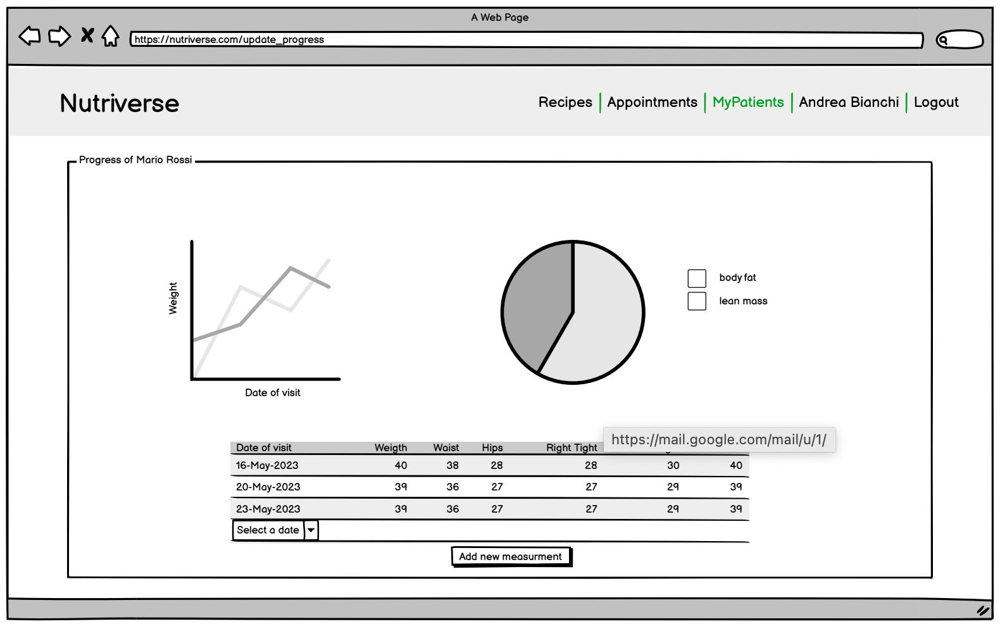 A Web Page
https://nutriverse.com/update_progress
Nutriverse
Recipes Appointments MyPatients Andrea Bianchi Logout
Progress of Mario Rossi
Weight
Date of visit
body fat
lean mass
https://mail.google.com/mail/u/1/
Date of visit Weigth Waist Hips Right Tight
16-May-2023 40 38 28 28 30 40
20-May-2023 39 36 27 27 29 39
23-May-2023 39 36 27 27 29 39
Select a date
Add new measurment